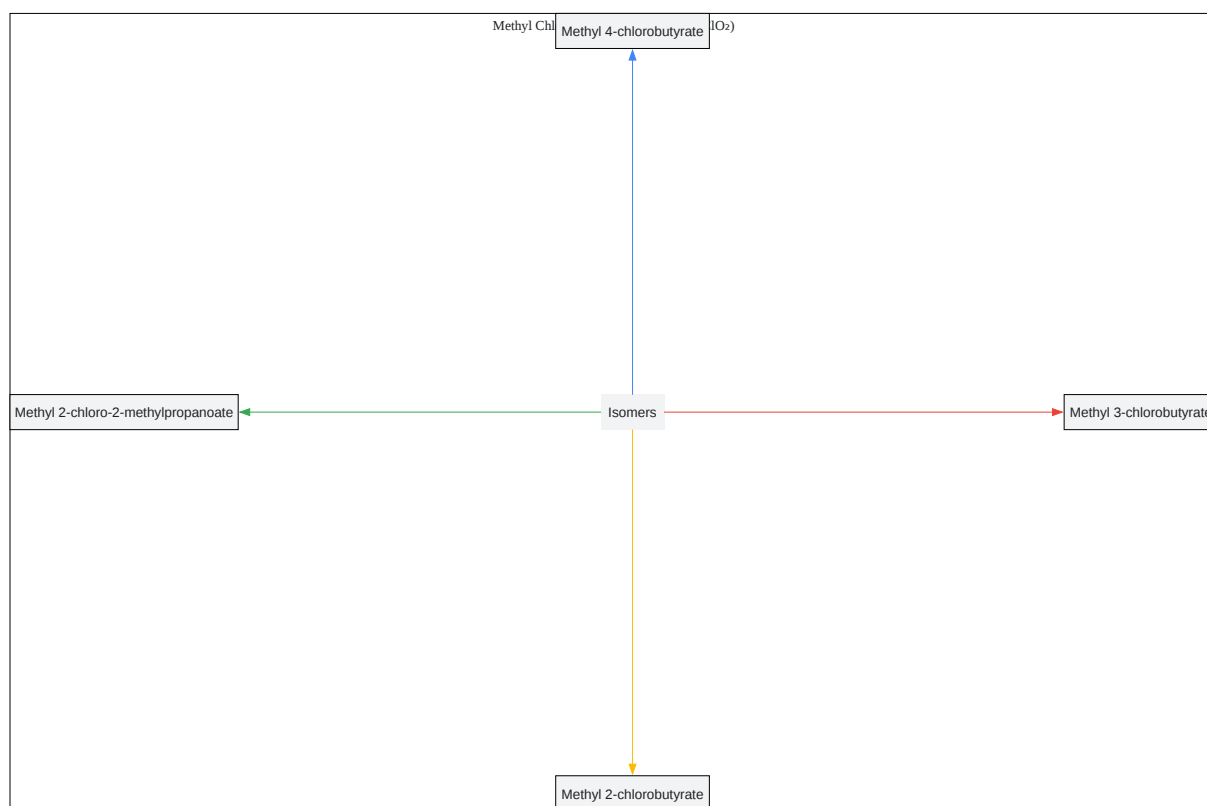 Methyl Chl lO₂)
Methyl 4-chlorobutyrate
Methyl 2-chloro-2-methylpropanoate
Isomers
Methyl 3-chlorobutyrate
Methyl 2-chlorobutyrate